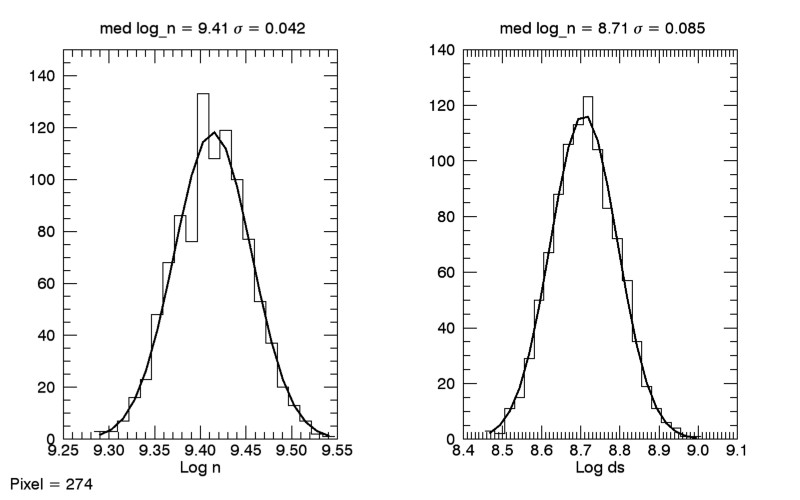 med log_n = 9.41 σ = 0.042
med log_n = 8.71 σ = 0.085
140
120
100
80
60
40
20
0
9.25 9.30 9.35 9.40 9.45 9.50 9.55
Log n
140
120
100
80
60
40
20
0
8.4 8.5 8.6 8.7 8.8 8.9 9.0 9.1
Log ds
Pixel = 274